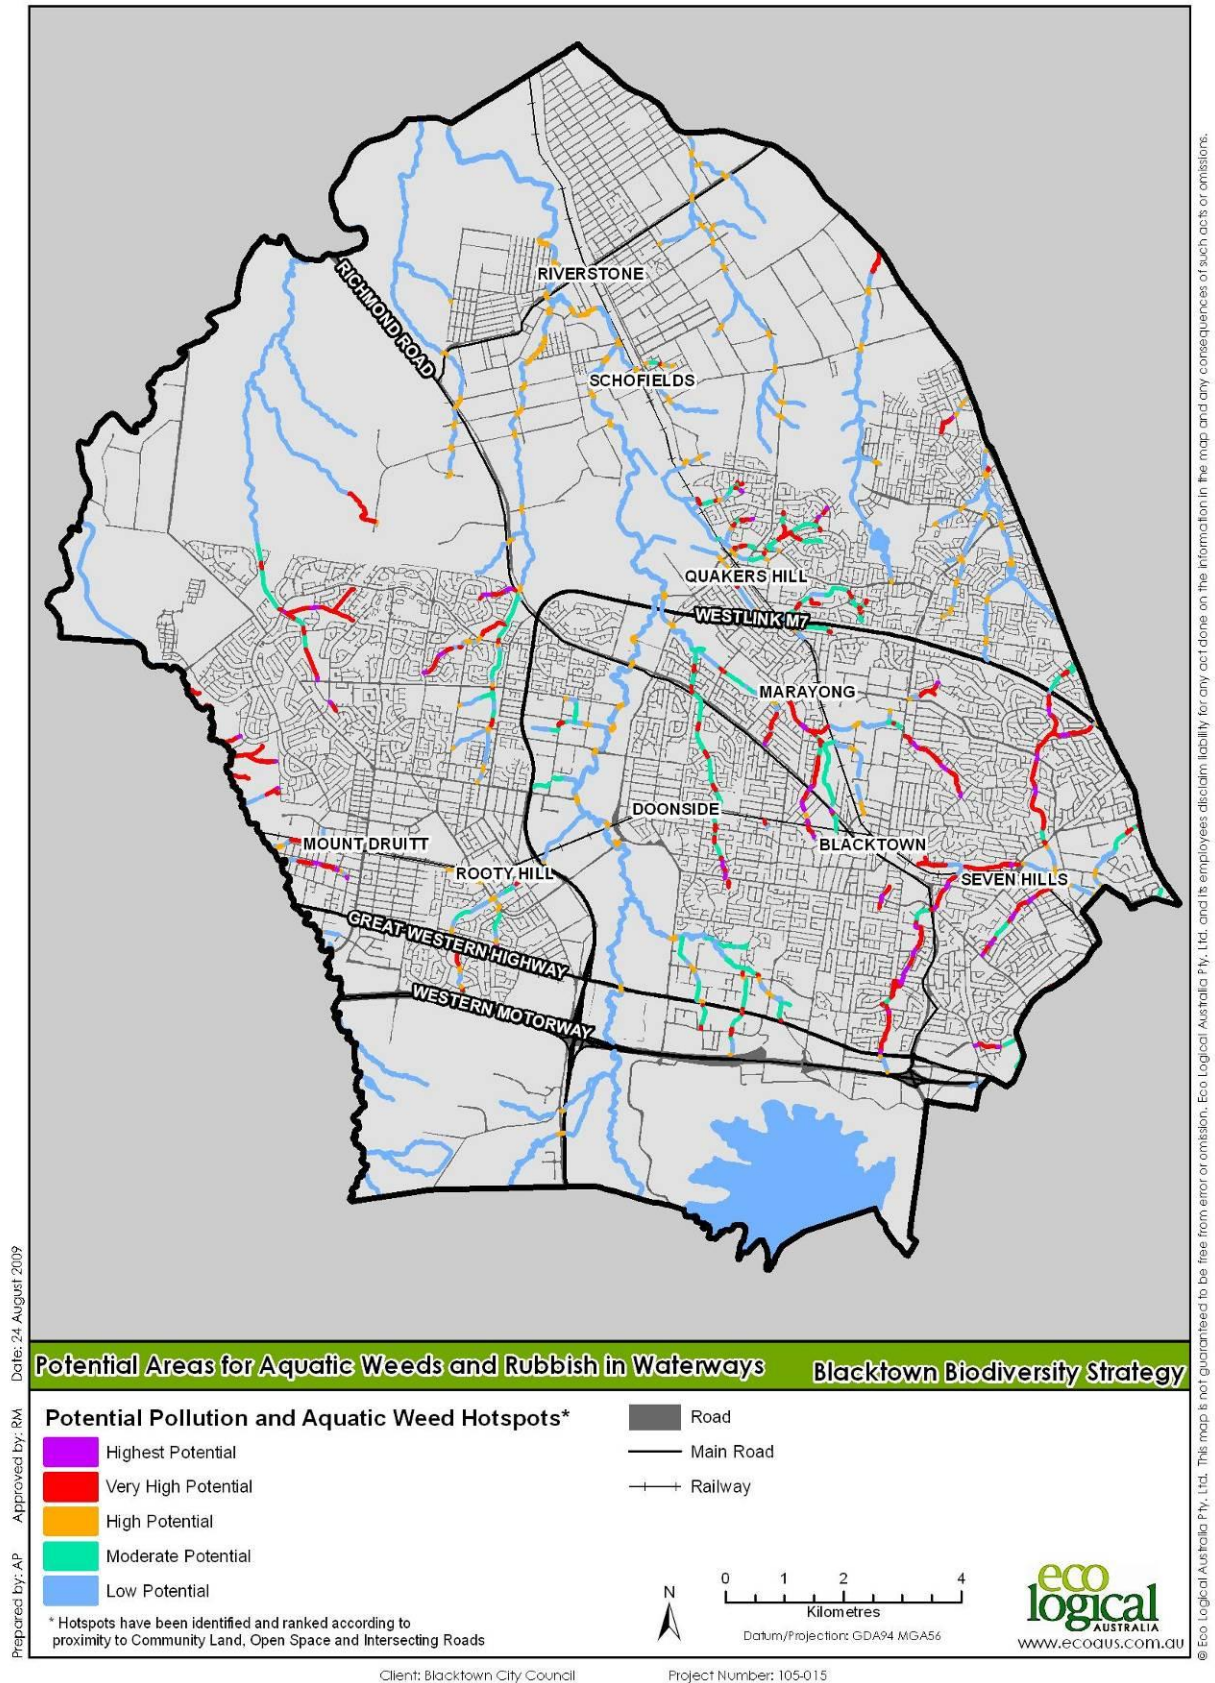 RIVERSTONE
RICHMOND ROAD
SCHOFIELDS
QUAKERS HILL
WESTLINK M7
MARAYONG
DOONSIDE
MOUNT DRUITT
BLACKTOWN
ROOTY HILL
SEVEN HILLS
GREAT WESTERN HIGHWAY
WESTERN MOTORWAY
Potential Areas for Aquatic Weeds and Rubbish in Waterways
Blacktown Biodiversity Strategy
Potential Pollution and Aquatic Weed Hotspots*
Highest Potential
Very High Potential
High Potential
Moderate Potential
Low Potential
* Hotspots have been identified and ranked according to
proximity to Community Land, Open Space and Intersecting Roads
Road
Main Road
Railway
N
0 1 2 4
Kilometres
Datum/Projection: GDA94 MGA56
eco
logical
AUSTRALIA
www.ecoaus.com.au
Prepared by: AP Approved by: RM Date: 24 August 2009
© Eco Logical Australia Pty. Ltd. This map is not guaranteed to be free from error or omission. Eco Logical Australia Pty. Ltd. and its employees disclaim liability for any act done on the information in the map and any consequences of such acts or omissions.
Client: Blacktown City Council
Project Number: 105-015